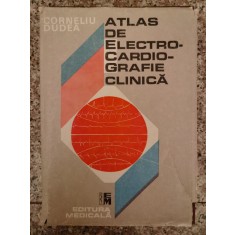 CORNELIU
DUDEA
ATLAS
DE
ELECTRO-
CARDIO-
GRAFIE
CLINICĂ
EM
EDITURA
MEDICALĂ